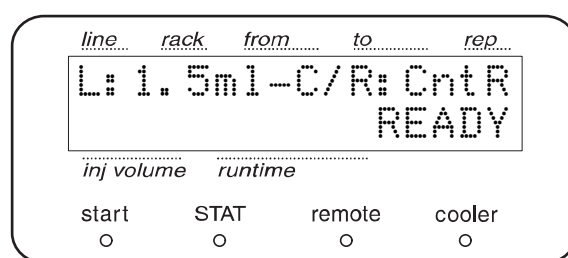 line rack from to rep
L: 1.5ml-C/R: CntR
READY
inj volume runtime
start STAT remote cooler